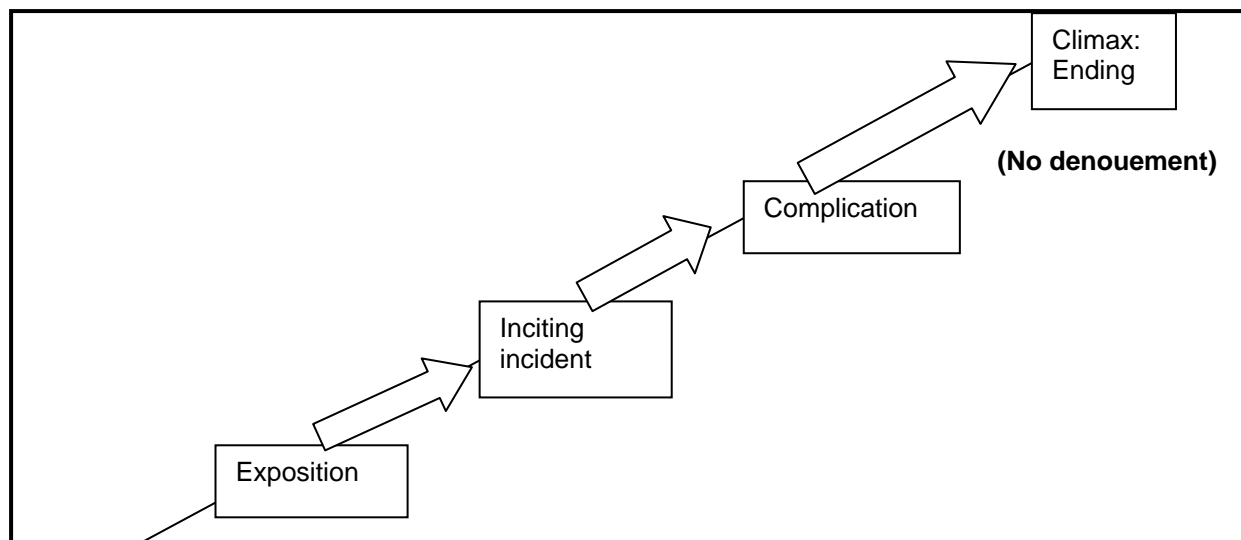 Climax:
Ending
(No denouement)
Complication
Inciting
incident
Exposition